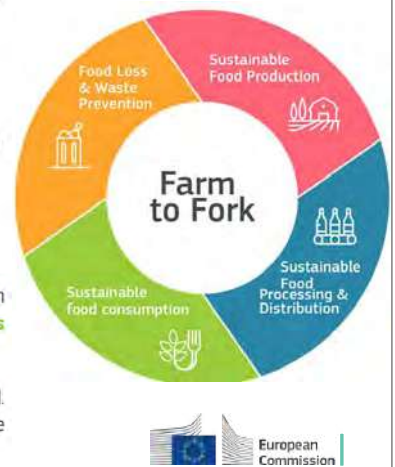 Food Loss
& Waste
Prevention
Sustainable
Food Production
Farm
to Fork
Sustainable
Food
Processing &
Distribution
Sustainable
food consumption
European
Commission